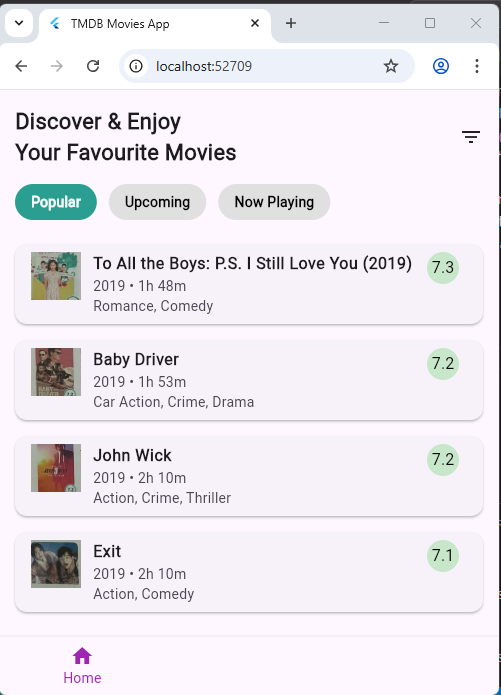 TMDB Movies App
localhost:52709
Discover & Enjoy
Your Favourite Movies
Popular
Upcoming
Now Playing
To All the Boys: P.S. I Still Love You (2019)
7.3
2019 • 1h 48m
Romance, Comedy
Baby Driver
7.2
2019 • 1h 53m
Car Action, Crime, Drama
John Wick
7.2
2019 • 2h 10m
Action, Crime, Thriller
Exit
7.1
2019 • 2h 10m
Action, Comedy
Home